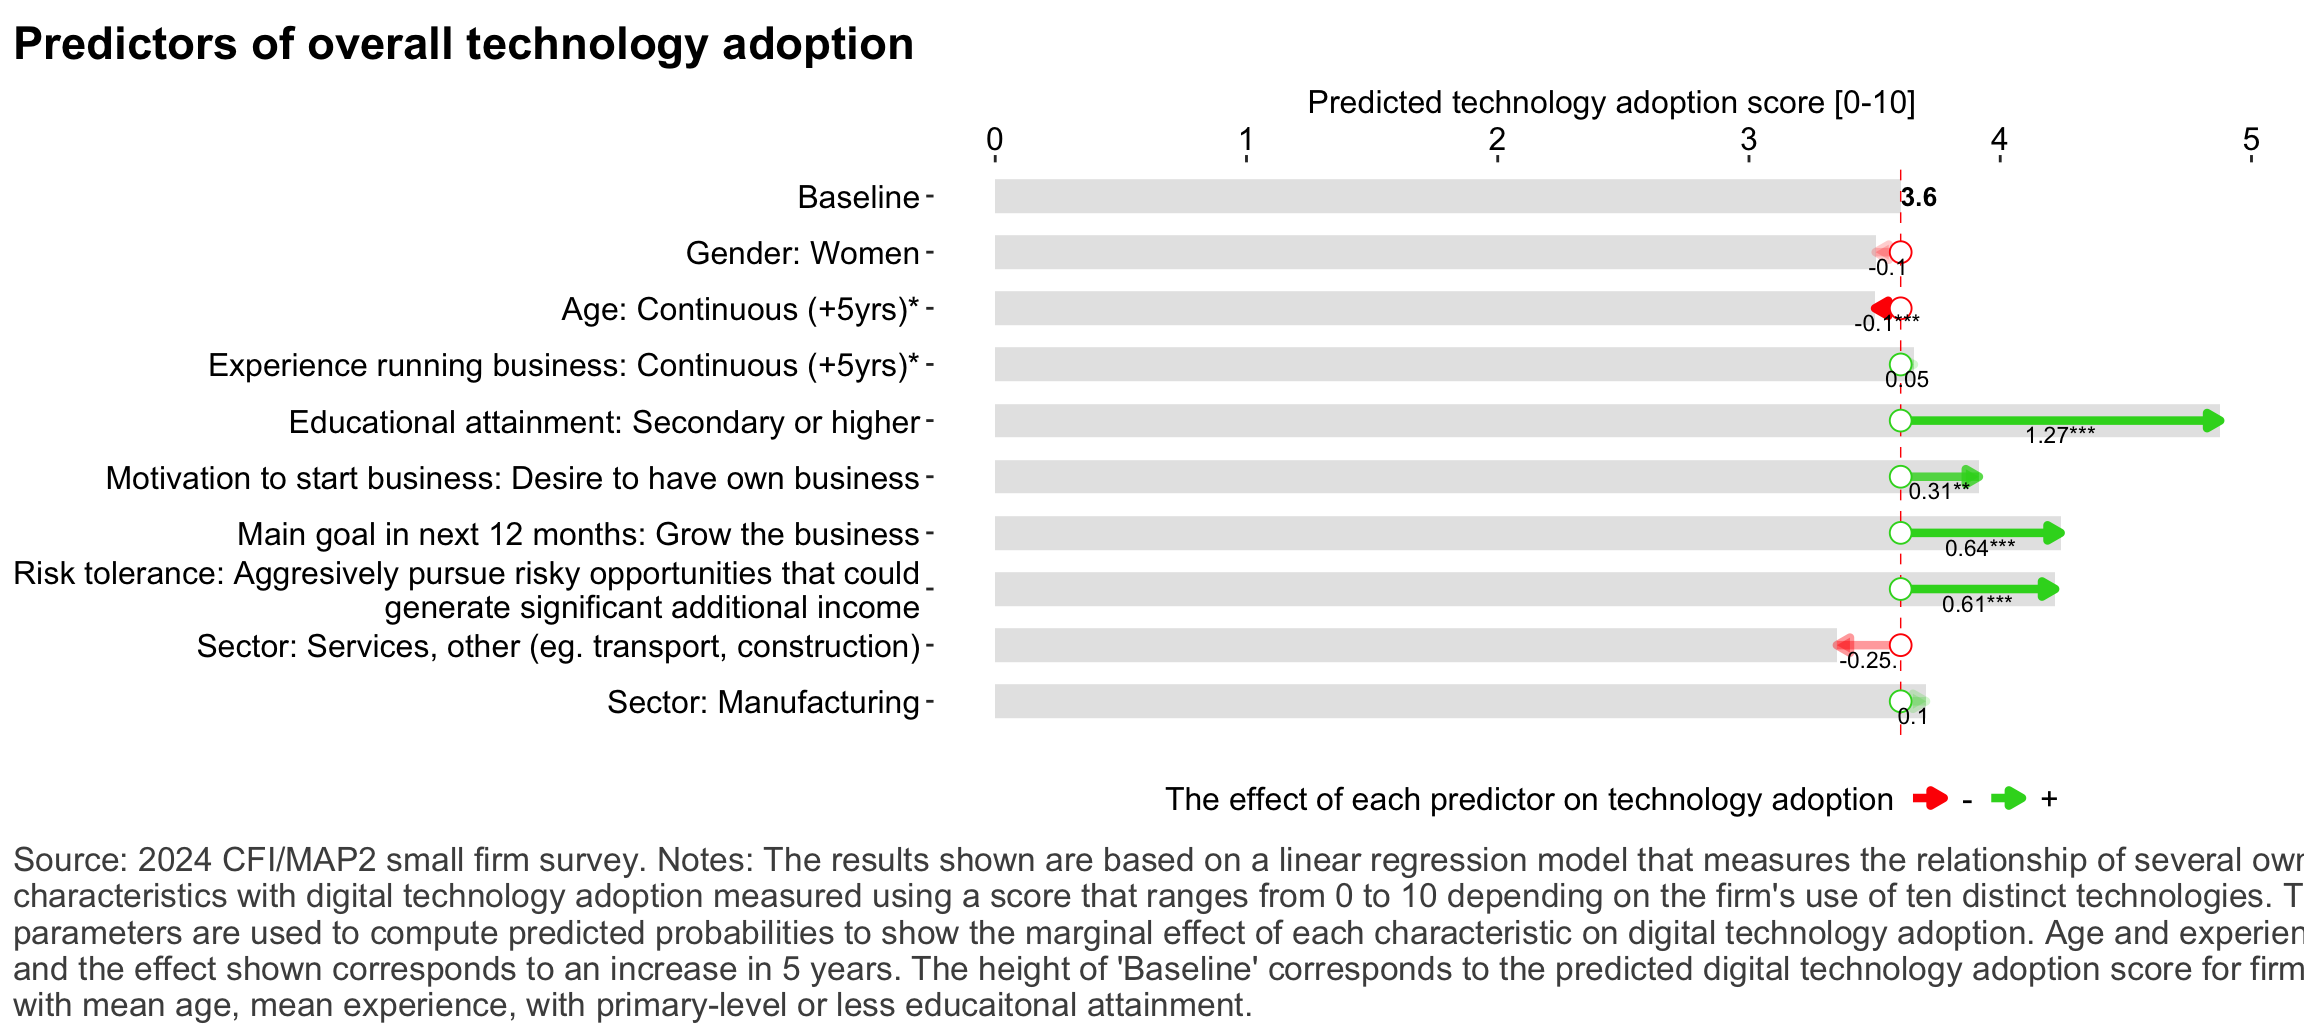 Predictors of overall technology adoption
Predicted technology adoption score [0-10]
0 1 2 3 4 5
Baseline 3.6
Gender: Women -0.1
Age: Continuous (+5yrs)* -0.1***
Experience running business: Continuous (+5yrs)* 0.05
Educational attainment: Secondary or higher 1.27***
Motivation to start business: Desire to have own business 0.31**
Main goal in next 12 months: Grow the business 0.64***
Risk tolerance: Aggresively pursue risky opportunities that could
generate significant additional income 0.61***
Sector: Services, other (eg. transport, construction) -0.25.
Sector: Manufacturing 0.1
The effect of each predictor on technology adoption - +
Source: 2024 CFI/MAP2 small firm survey. Notes: The results shown are based on a linear regression model that measures the relationship of several
characteristics with digital technology adoption measured using a score that ranges from 0 to 10 depending on the firm's use of ten distinct technologies.
parameters are used to compute predicted probabilities to show the marginal effect of each characteristic on digital technology adoption. Age and
and the effect shown corresponds to an increase in 5 years. The height of 'Baseline' corresponds to the predicted digital technology adoption score for
with mean age, mean experience, with primary-level or less educaitonal attainment.